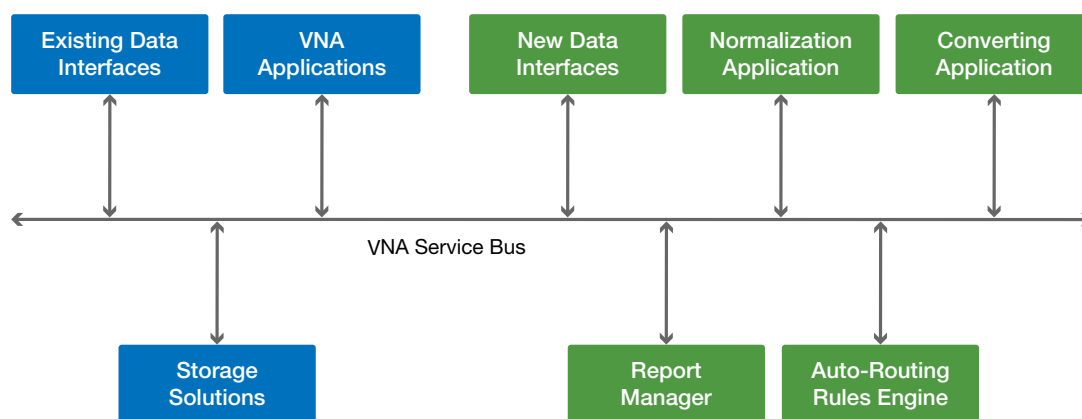 Existing Data
Interfaces
VNA
Applications
New Data
Interfaces
Normalization
Application
Converting
Application
VNA Service Bus
Storage
Solutions
Report
Manager
Auto-Routing
Rules Engine